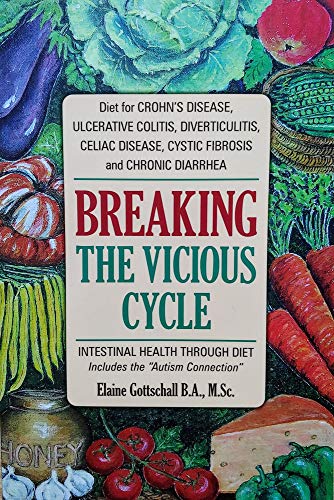 Diet for CROHN'S DISEASE,
ULCERATIVE COLITIS, DIVERTICULITIS,
CELIAC DISEASE, CYSTIC FIBROSIS
and CHRONIC DIARRHEA
BREAKING
THE VICIOUS
CYCLE
INTESTINAL HEALTH THROUGH DIET
Includes the "Autism Connection"
Elaine Gottschall B.A., M.Sc.
HONEY